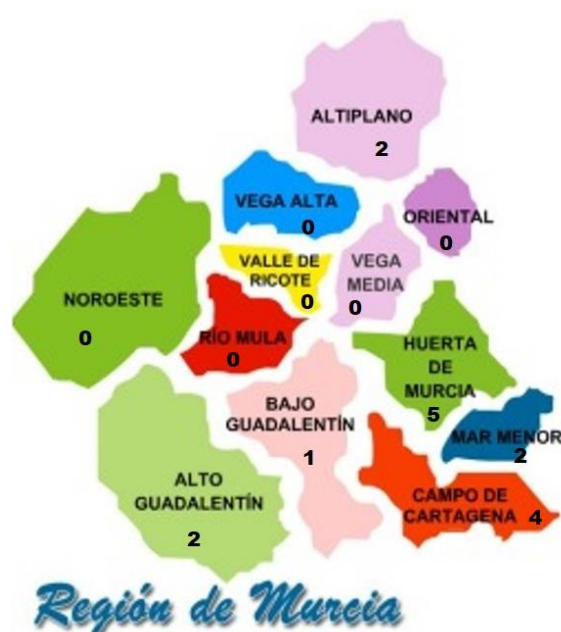 ALTIPLANO
2
VEGA ALTA
0
ORIENTAL
0
VALLE DE
RICOTE
0
VEGA
MEDIA
0
NOROESTE
0
RÍO MULA
0
HUERTA
DE
MURCIA
5
BAJO
GUADALENTÍN
1
MAR MENOR
2
ALTO
GUADALENTÍN
2
CAMPO DE
CARTAGENA 4
Región de Murcia